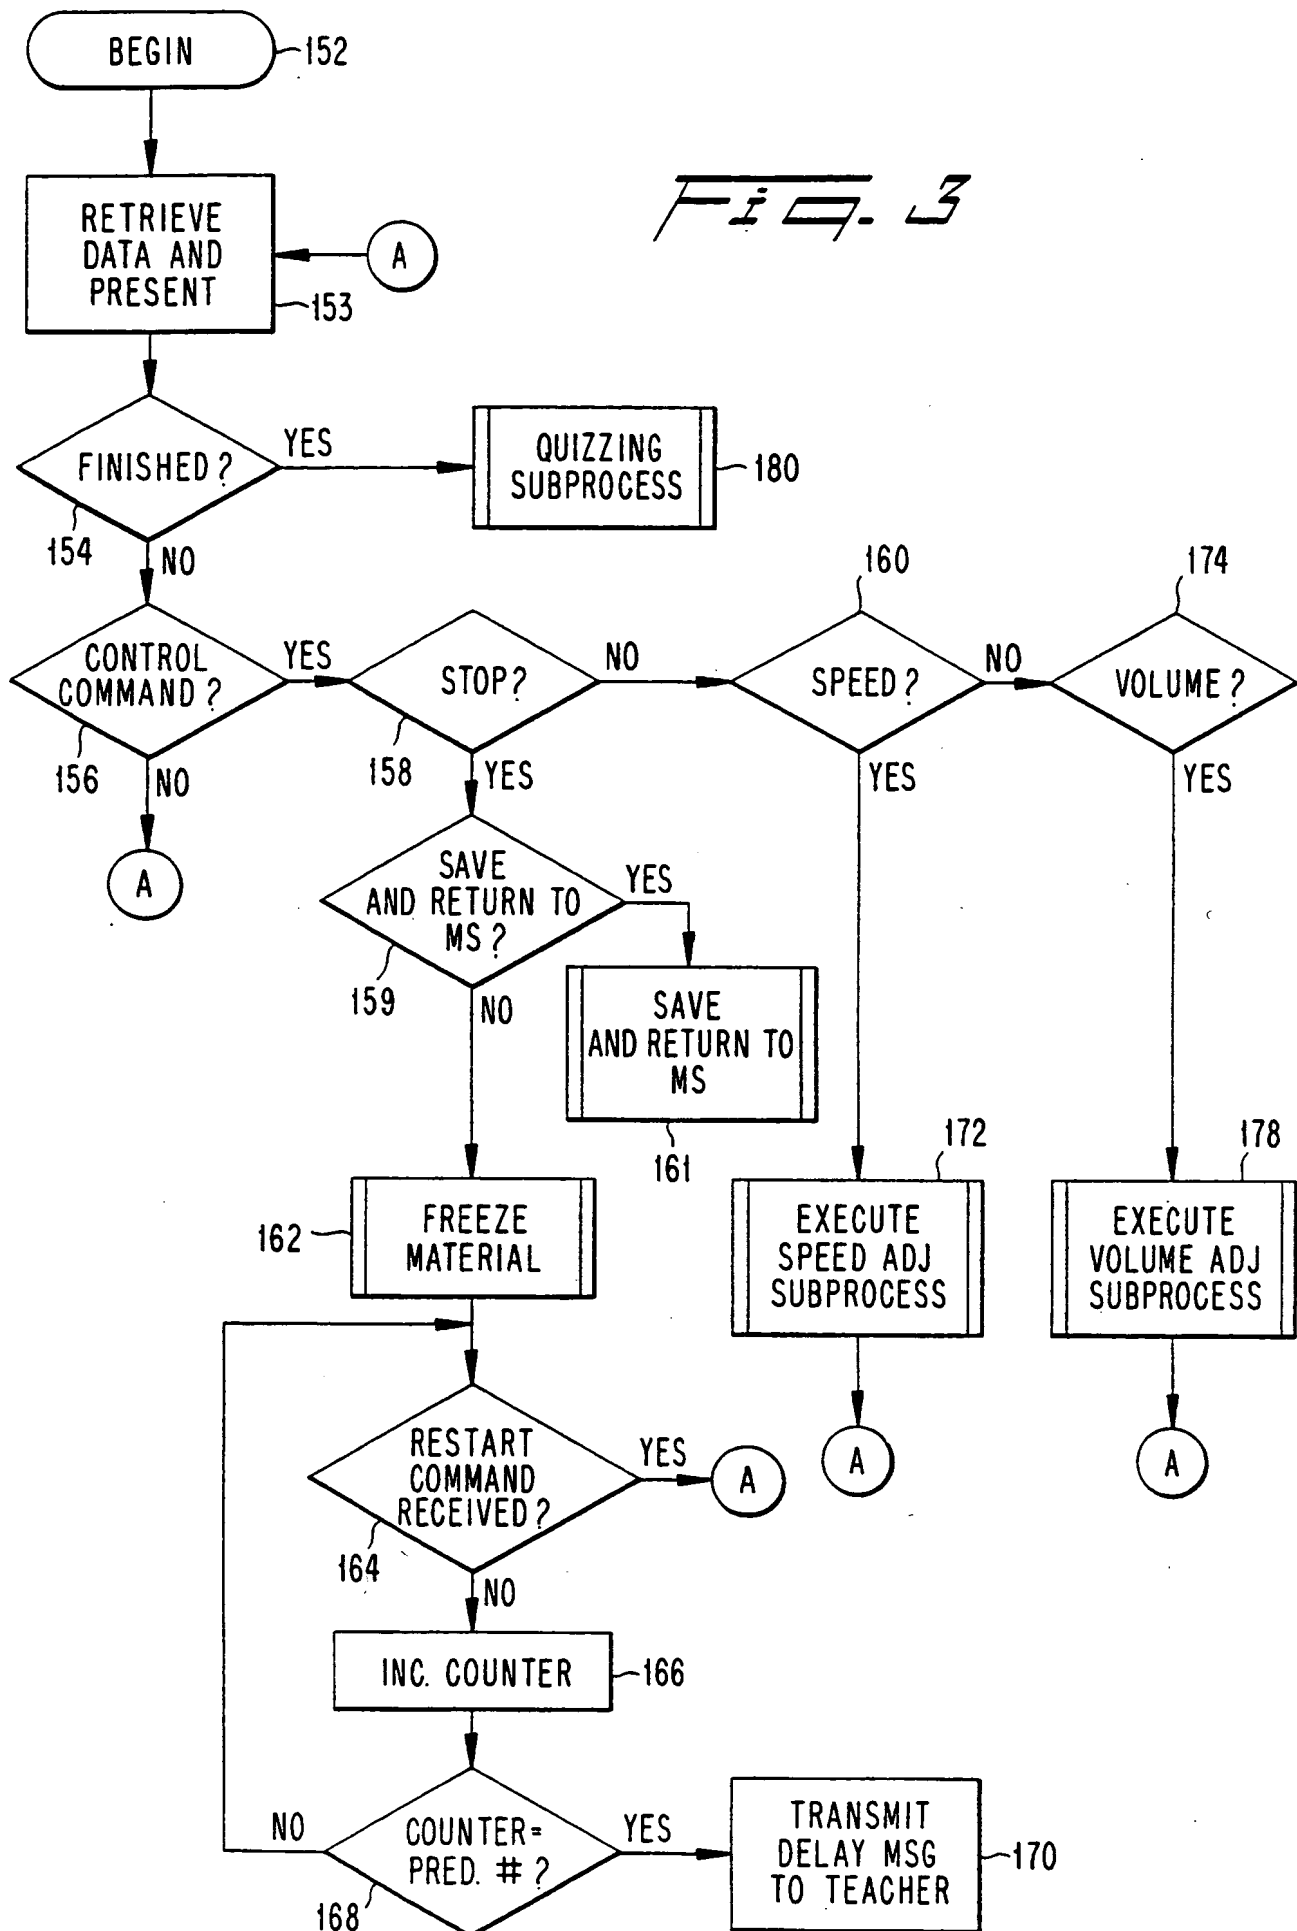 BEGIN
152
Fig. 3
RETRIEVE
DATA AND
PRESENT
153
A
FINISHED?
154
YES
NO
QUIZZING
SUBPROCESS
180
CONTROL
COMMAND?
156
YES
NO
A
STOP?
158
NO
YES
160
SPEED?
NO
YES
174
VOLUME?
YES
SAVE
AND RETURN TO
MS?
159
YES
NO
SAVE
AND RETURN TO
MS
161
162
FREEZE
MATERIAL
172
EXECUTE
SPEED ADJ
SUBPROCESS
A
178
EXECUTE
VOLUME ADJ
SUBPROCESS
A
RESTART
COMMAND
RECEIVED?
164
YES
A
NO
INC. COUNTER
166
COUNTER=
PRED. #?
168
NO
YES
TRANSMIT
DELAY MSG
TO TEACHER
170